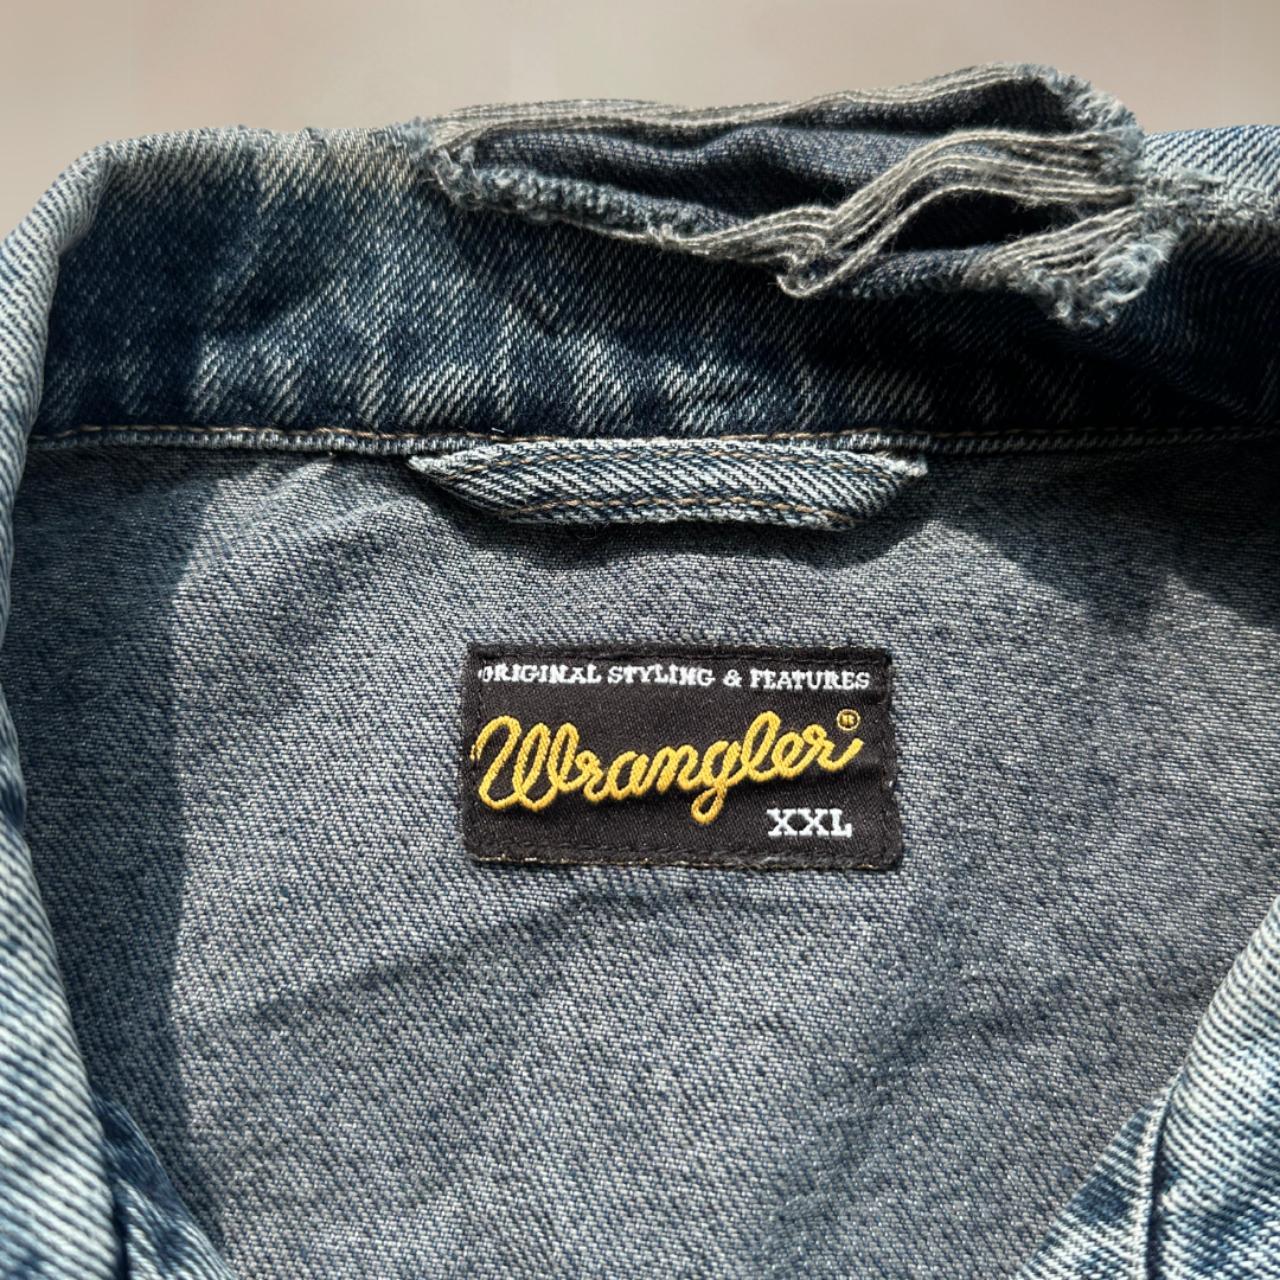 ORIGINAL STYLING & FEATURES
Wrangler®
XXL